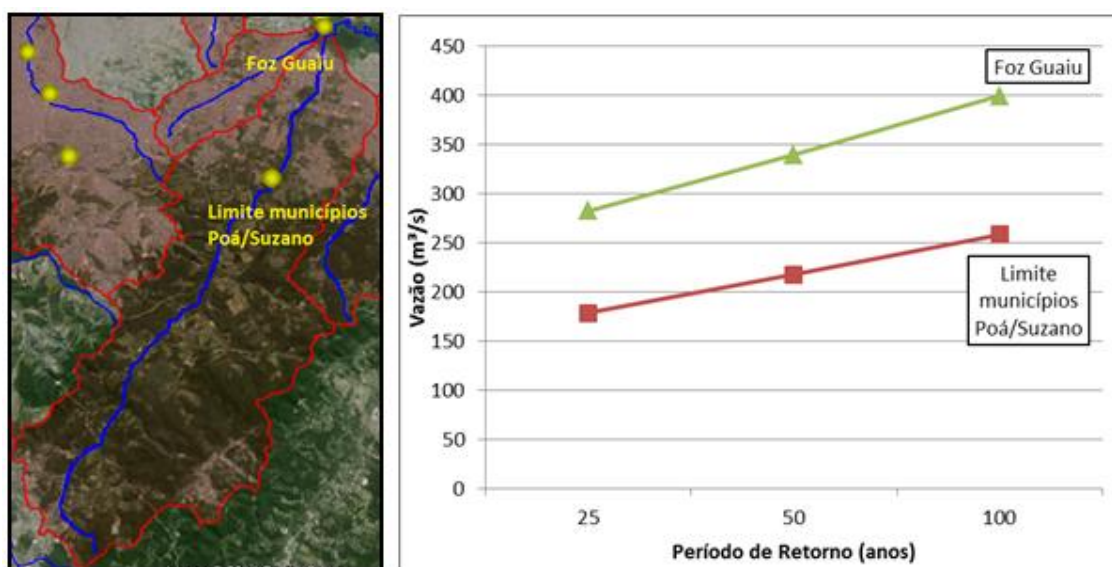 Foz Guaiu
Limite municípios
Poá/Suzano
Vazão (m³/s)
450
400
350
300
250
200
150
100
50
0
Foz Guaiu
Limite
municípios
Poá/Suzano
25 50 100
Período de Retorno (anos)